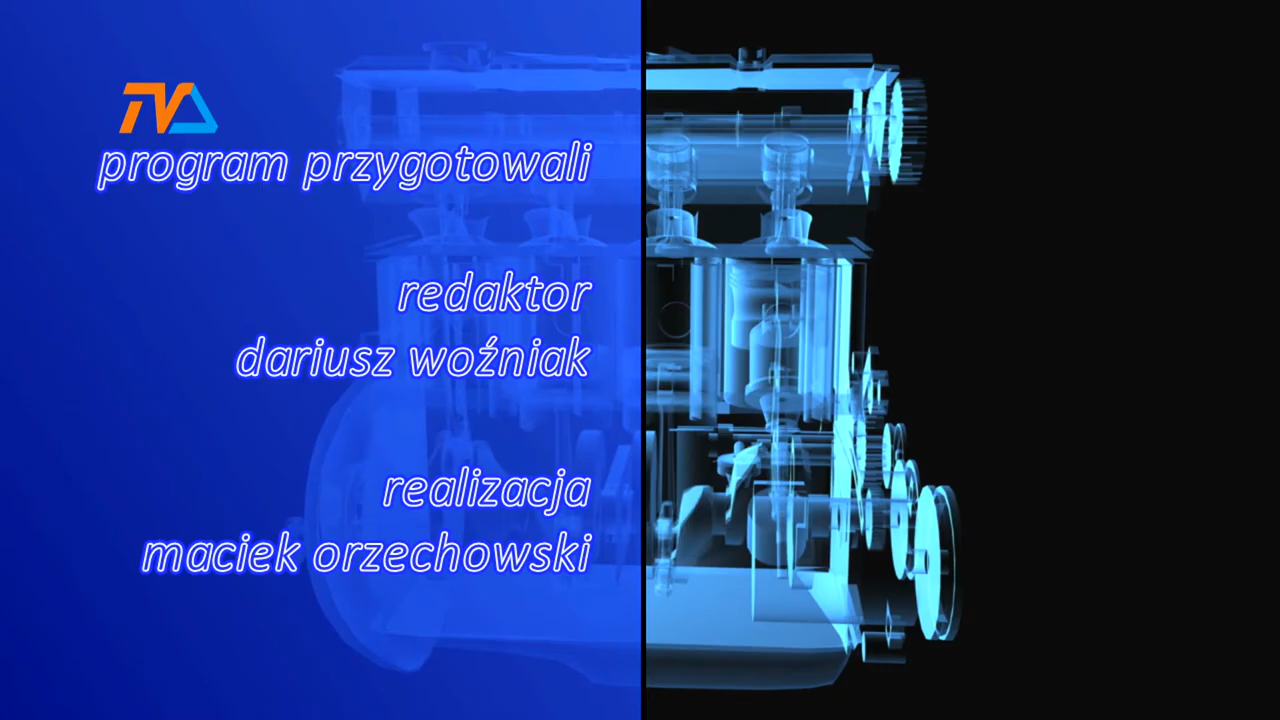 TVA
program przygotowali
redaktor
dariusz woźniak
realizacja
maciek orzechowski